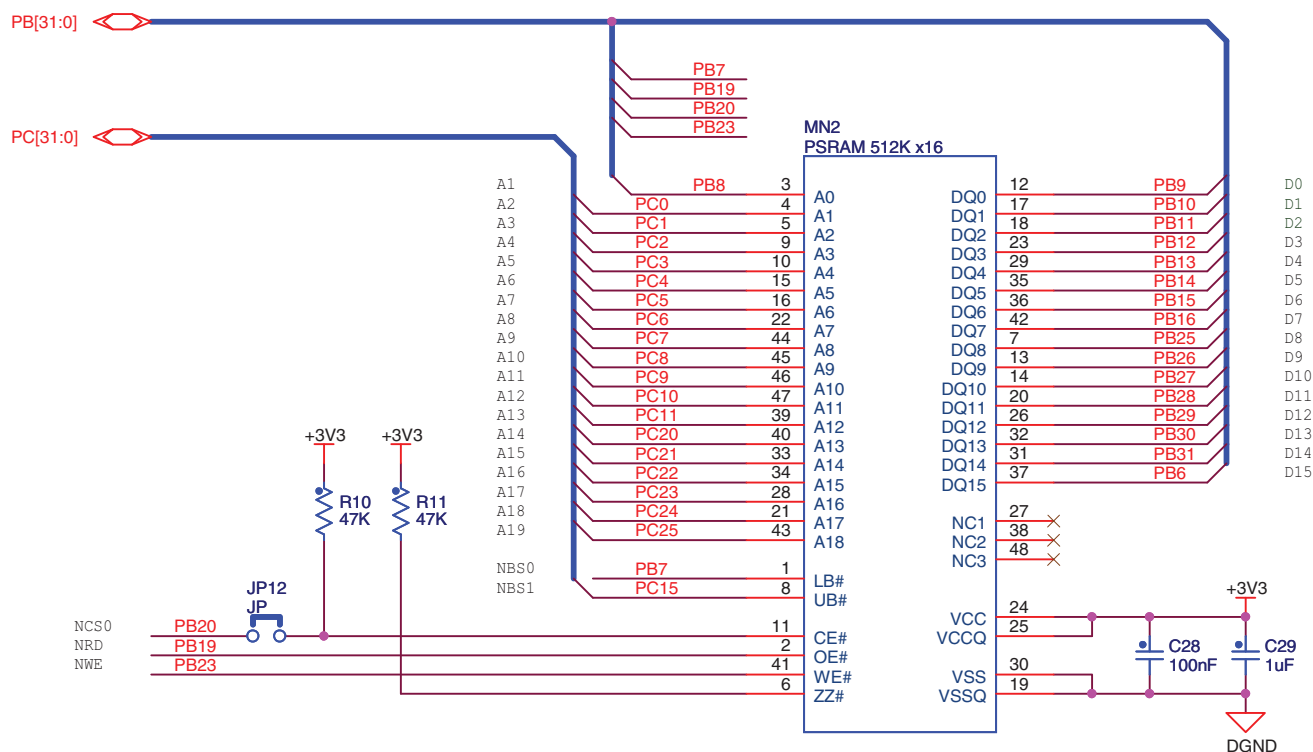 PB[31:0]
PB7
PB19
PB20
PB23
PC[31:0]
MN2
PSRAM 512K x16
A1 PB8 3 A0 DQ0 12 PB9 D0
A2 PC0 4 A1 DQ1 17 PB10 D1
A3 PC1 5 A2 DQ2 18 PB11 D2
A4 PC2 9 A3 DQ3 23 PB12 D3
A5 PC3 10 A4 DQ4 29 PB13 D4
A6 PC4 15 A5 DQ5 35 PB14 D5
A7 PC5 16 A6 DQ6 36 PB15 D6
A8 PC6 22 A7 DQ7 42 PB16 D7
A9 PC7 44 A8 DQ8 7 PB25 D8
A10 PC8 45 A9 DQ9 13 PB26 D9
A11 PC9 46 A10 DQ10 14 PB27 D10
A12 PC10 47 A11 DQ11 20 PB28 D11
A13 PC11 39 A12 DQ12 26 PB29 D12
A14 PC20 40 A13 DQ13 32 PB30 D13
A15 PC21 33 A14 DQ14 31 PB31 D14
A16 PC22 34 A15 DQ15 37 PB6 D15
A17 PC23 28 A16
A18 PC24 21 A17 NC1 27
A19 PC25 43 A18 NC2 38
NC3 48
+3V3 +3V3
R10 R11
47K 47K
NBS0 PB7 1 LB#
NBS1 PC15 8 UB#
JP12
JP
NCS0 PB20 11 CE#
NRD PB19 2 OE#
NWE PB23 41 WE#
6 ZZ#
+3V3
VCC 24
VCCQ 25
C28 C29
100nF 1uF
VSS 30
VSSQ 19
DGND